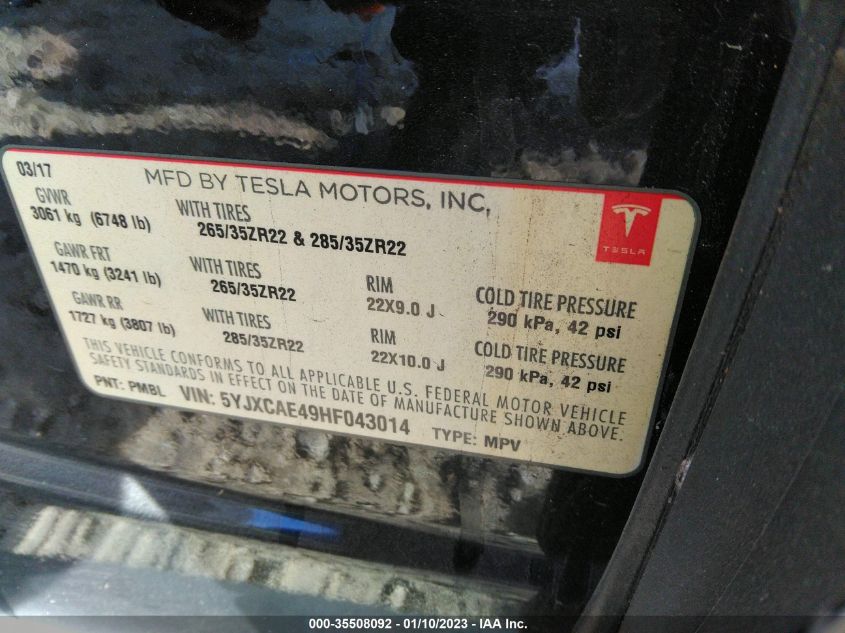 03/17
MFD BY TESLA MOTORS, INC.
GVWR
3061 kg (6748 lb)
WITH TIRES
265/35ZR22 & 285/35ZR22
TESLA
GAWR FRT
1470 kg (3241 lb)
WITH TIRES
265/35ZR22
RIM
22X9.0 J
COLD TIRE PRESSURE
290 kPa, 42 psi
GAWR RR
1727 kg (3807 lb)
WITH TIRES
285/35ZR22
RIM
22X10.0 J
COLD TIRE PRESSURE
290 kPa, 42 psi
THIS VEHICLE CONFORMS TO ALL APPLICABLE U.S. FEDERAL MOTOR VEHICLE
SAFETY STANDARDS IN EFFECT ON THE DATE OF MANUFACTURE SHOWN ABOVE.
PNT: PMBL VIN: 5YJXCAE49HF043014 TYPE: MPV
000-35508092 - 01/10/2023 - IAA Inc.